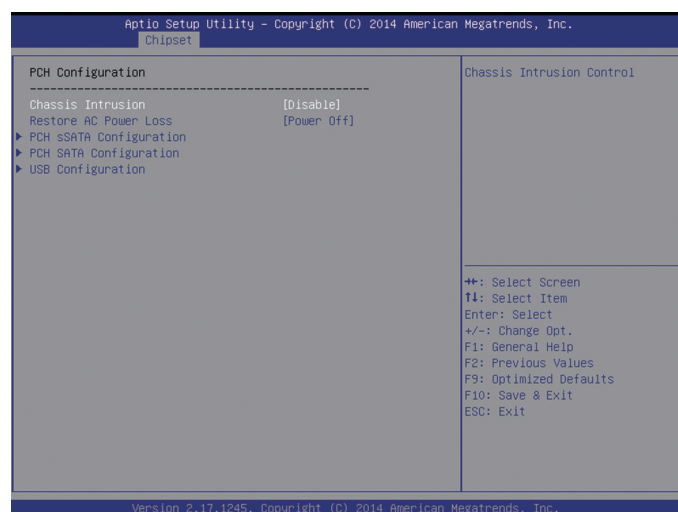 Aptio Setup Utility – Copyright (C) 2014 American Megatrends, Inc.
Chipset
PCH Configuration
Chassis Intrusion [Disable]
Restore AC Power Loss [Power Off]
PCH sSATA Configuration
PCH SATA Configuration
USB Configuration
Chassis Intrusion Control
→←: Select Screen
↑↓: Select Item
Enter: Select
+/-: Change Opt.
F1: General Help
F2: Previous Values
F9: Optimized Defaults
F10: Save & Exit
ESC: Exit
Version 2.17.1245. Copyright (C) 2014 American Megatrends, Inc.